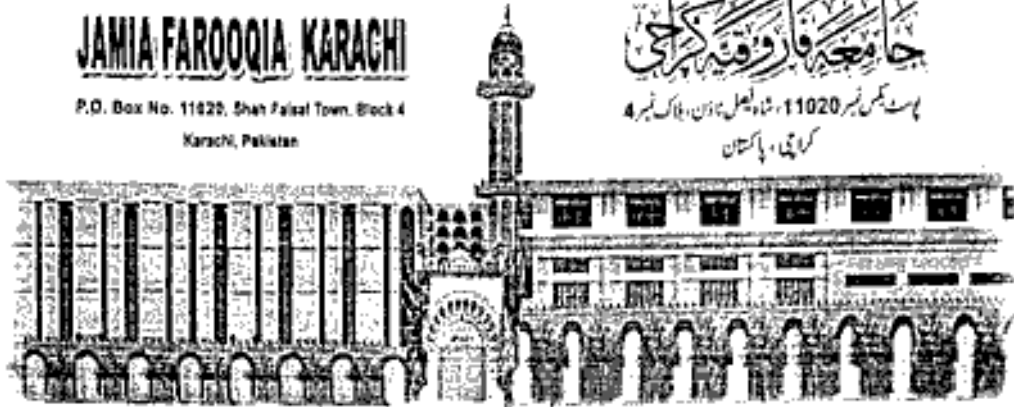 JAMIA FAROOQIA KARACHI
P.O. Box No. 11020, Shah Faisal Town, Block 4
Karachi, Pakistan
جامعہ فاروقیہ کراچی
پوسٹ بکس نمبر 11020، شاہ فیصل ٹاؤن، بلاک نمبر 4
کراچی، پاکستان